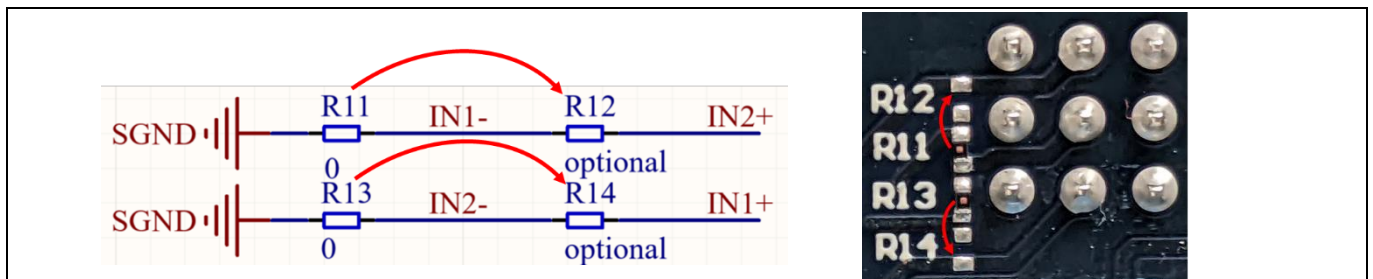 R11
R12
SGND
IN1-
IN2+
0
optional
R13
R14
SGND
IN2-
IN1+
0
optional
R12
R11
R13
R14